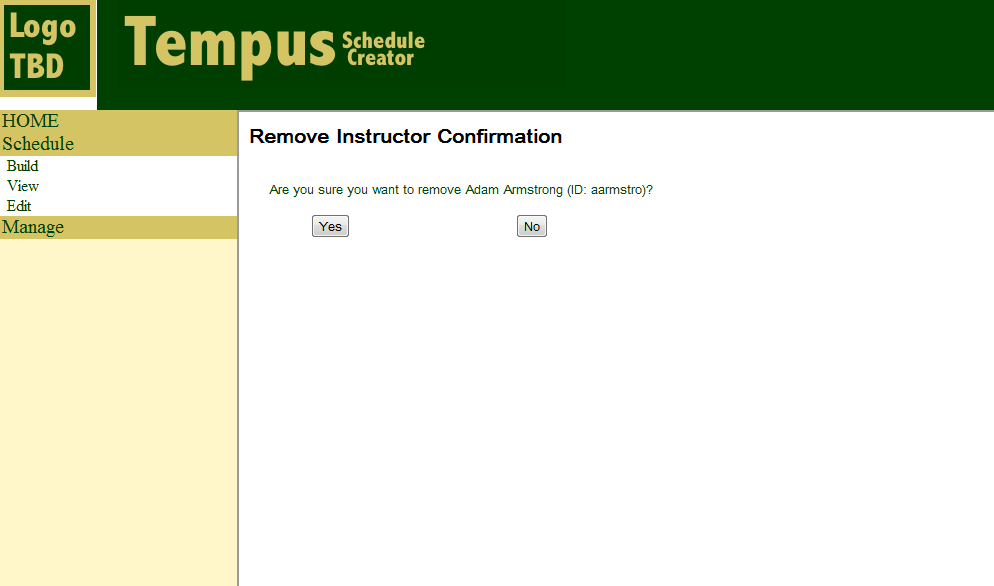 Logo
TBD
Tempus Schedule
Creator
HOME
Schedule
Build
View
Edit
Manage
Remove Instructor Confirmation
Are you sure you want to remove Adam Armstrong (ID: aarmstro)?
Yes No